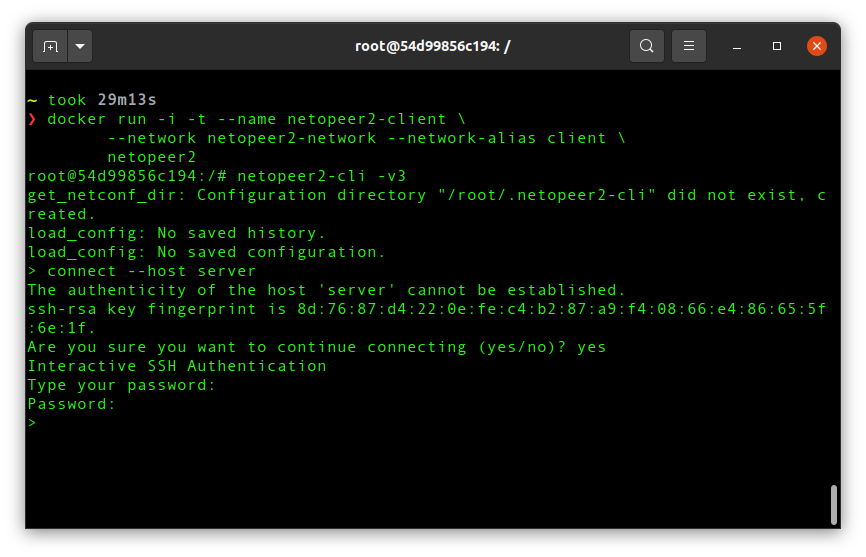 root@54d99856c194: /
~ took 29m13s
❯ docker run -i -t --name netopeer2-client \
--network netopeer2-network --network-alias client \
netopeer2
root@54d99856c194:/# netopeer2-cli -v3
get_netconf_dir: Configuration directory "/root/.netopeer2-cli" did not exist, c
reated.
load_config: No saved history.
load_config: No saved configuration.
> connect --host server
The authenticity of the host 'server' cannot be established.
ssh-rsa key fingerprint is 8d:76:87:d4:22:0e:fe:c4:b2:87:a9:f4:08:66:e4:86:65:5f
:6e:1f.
Are you sure you want to continue connecting (yes/no)? yes
Interactive SSH Authentication
Type your password:
Password:
>